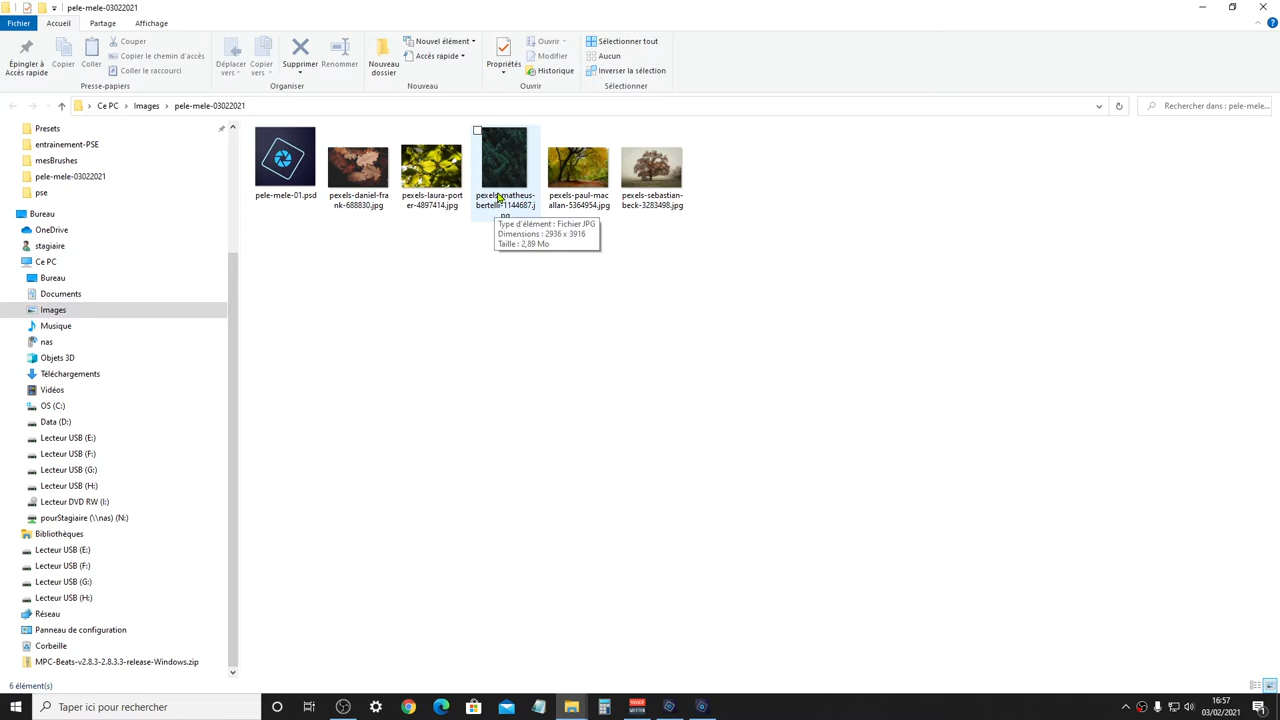 pele-mele-03022021
Fichier
Accueil
Partage
Affichage
Épingler à
Accès rapide
Copier
Coller
Couper
Copier le chemin d'accès
Coller le raccourci
Presse-papiers
Déplacer
vers
Copier
vers
Supprimer
Renommer
Organiser
Nouveau
dossier
Nouvel élément
Accès rapide
Nouveau
Propriétés
Ouvrir
Modifier
Historique
Ouvrir
Sélectionner tout
Aucun
Inverser la sélection
Sélectionner
Ce PC
Images
pele-mele-03022021
Rechercher dans : pele-me...
Presets
entrainement-PSE
mesBrushes
pele-mele-03022021
pse
Bureau
OneDrive
stagiaire
Ce PC
Bureau
Documents
Images
Musique
nas
Objets 3D
Téléchargements
Vidéos
OS (C:)
Data (D:)
Lecteur USB (E:)
Lecteur USB (F:)
Lecteur USB (G:)
Lecteur USB (H:)
Lecteur DVD RW (I:)
pourStagiaire (\\nas) (N:)
Bibliothèques
Lecteur USB (E:)
Lecteur USB (F:)
Lecteur USB (G:)
Lecteur USB (H:)
Réseau
Panneau de configuration
Corbeille
MPC-Beats-v2.8.3-2.8.3.3-release-Windows.zip
pele-mele-01.psd
pexels-daniel-fra
nk-688830.jpg
pexels-laura-port
er-4897414.jpg
pexels-matheus-
bertelli-1144687.j
pg
pexels-paul-mac
allan-5364954.jpg
pexels-sebastian-
beck-3283498.jpg
Type d'élément : Fichier JPG
Dimensions : 2936 x 3916
Taille : 2,89 Mo
6 élément(s)
Taper ici pour rechercher
16:57
03/02/2021